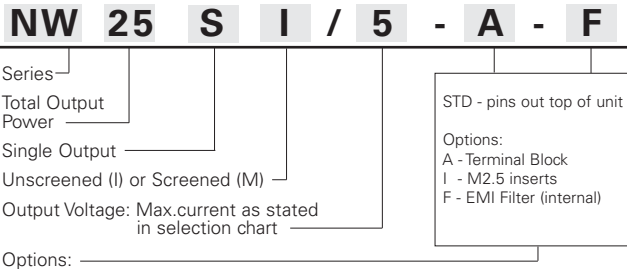 NW 25 S I / 5 - A - F
Series
Total Output
Power
Single Output
Unscreened (I) or Screened (M)
Output Voltage: Max.current as stated
in selection chart
Options:
STD - pins out top of unit
Options:
A - Terminal Block
I - M2.5 inserts
F - EMI Filter (internal)